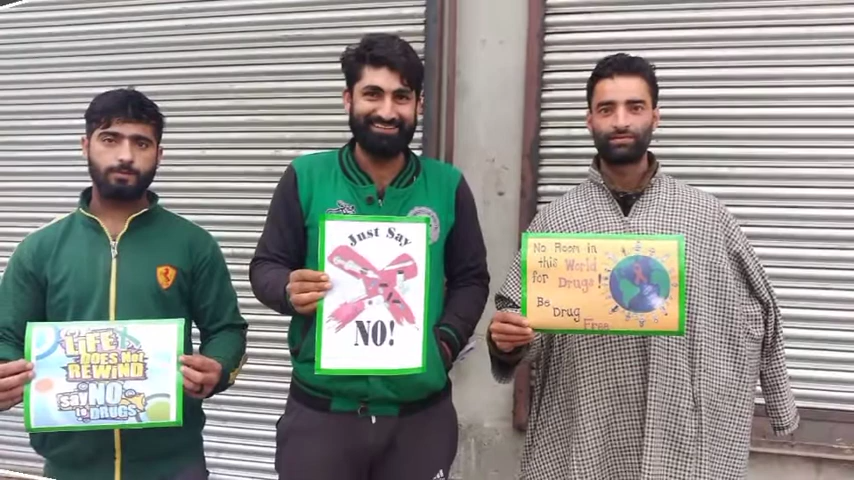 LIFE
DOES NOT
REWIND
SAY NO
TO DRUGS
Just Say
NO!
No Room in
this World
for Drugs!
Be
Drug Free